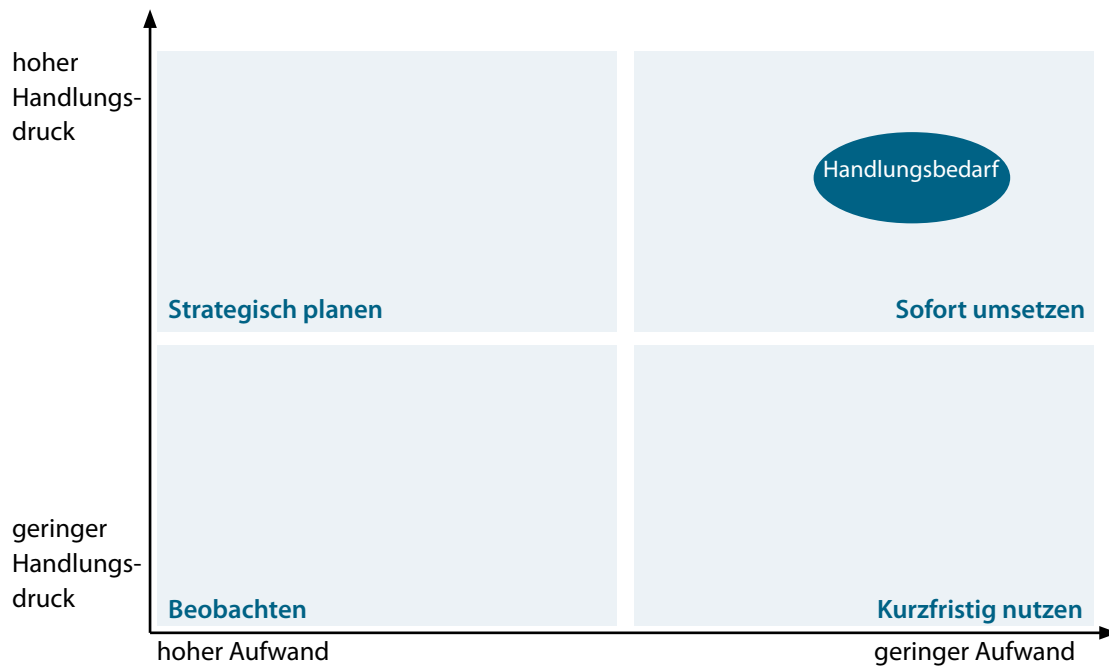 hoher
Handlungs-
druck
Handlungsbedarf
Strategisch planen
Sofort umsetzen
geringer
Handlungs-
druck
Beobachten
Kurzfristig nutzen
hoher Aufwand
geringer Aufwand